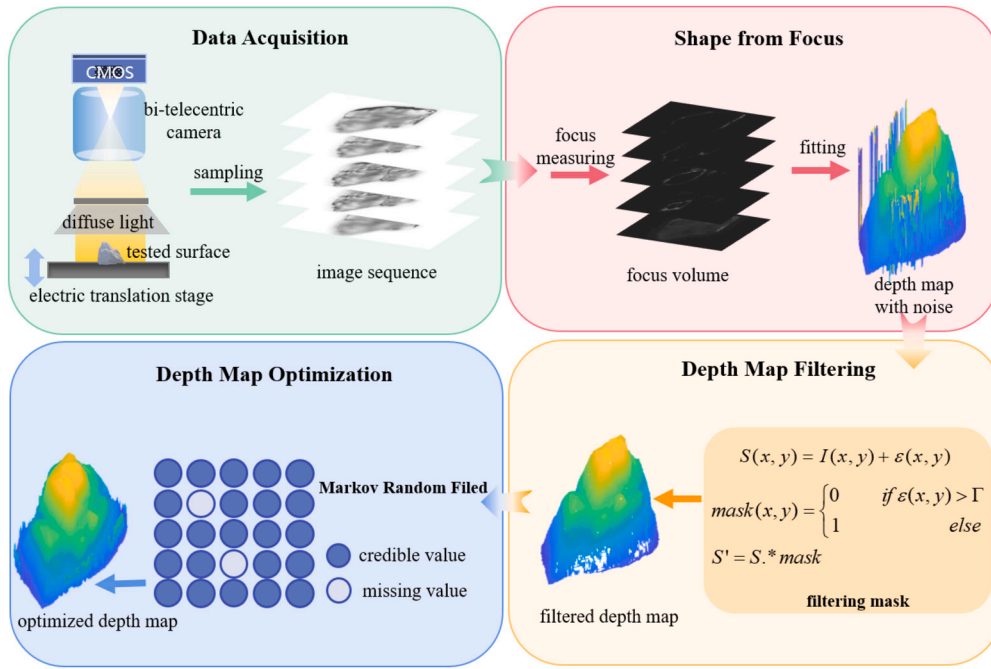 Data Acquisition
CMOS
bi-telecentric
camera
sampling
diffuse light
tested surface
electric translation stage
image sequence
Shape from Focus
focus
measuring
fitting
focus volume
depth map
with noise
Depth Map Filtering
S(x, y) = I(x, y) + ε(x, y)
mask(x, y) = {0 if ε(x, y) > Γ
1 else
S' = S.* mask
filtering mask
filtered depth map
Depth Map Optimization
Markov Random Filed
credible value
missing value
optimized depth map